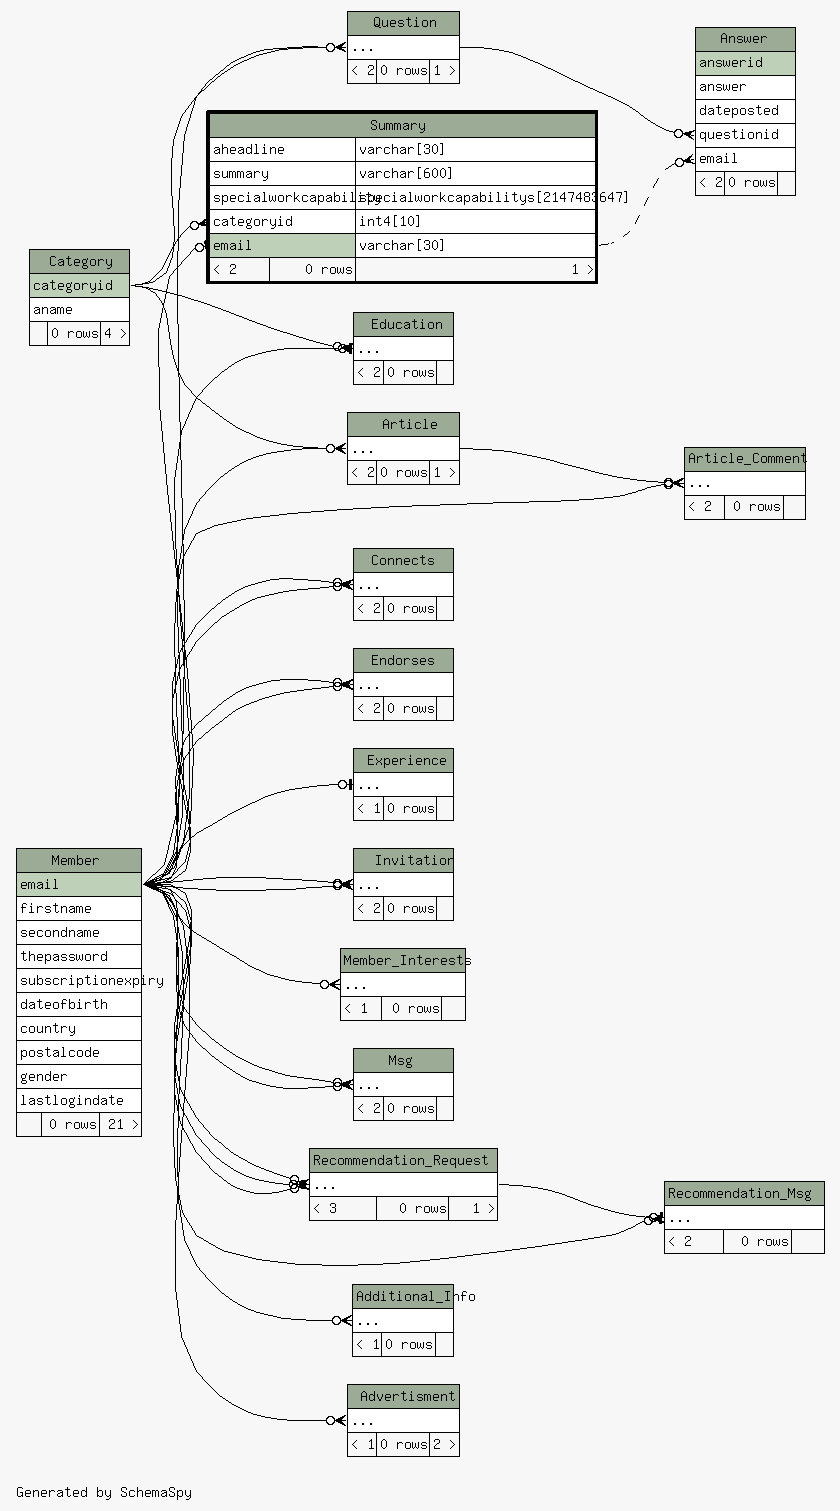 Question
...
< 2 0 rows 1 >
Answer
answerid
answer
dateposted
questionid
email
< 2 0 rows
Summary
aheadline varchar[30]
summary varchar[600]
specialworkcapabilitys specialworkcapabilitys[2147483647]
categoryid int4[10]
email varchar[30]
< 2 0 rows 1 >
Category
categoryid
aname
0 rows 4 >
Education
...
< 2 0 rows
Article
...
< 2 0 rows 1 >
Article_Comment
...
< 2 0 rows
Connects
...
< 2 0 rows
Endorses
...
< 2 0 rows
Experience
...
< 1 0 rows
Member
email
firstname
secondname
thepassword
subscriptionexpiry
dateofbirth
country
postalcode
gender
lastlogindate
0 rows 21 >
Invitation
...
< 2 0 rows
Member_Interests
...
< 1 0 rows
Msg
...
< 2 0 rows
Recommendation_Request
...
< 3 0 rows 1 >
Recommendation_Msg
...
< 2 0 rows
Additional_Info
...
< 1 0 rows
Advertisment
...
< 1 0 rows 2 >
Generated by SchemaSpy